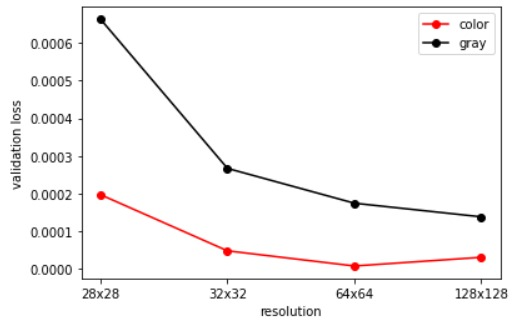 color
gray
validation loss
0.0006
0.0005
0.0004
0.0003
0.0002
0.0001
0.0000
28x28 32x32 64x64 128x128
resolution